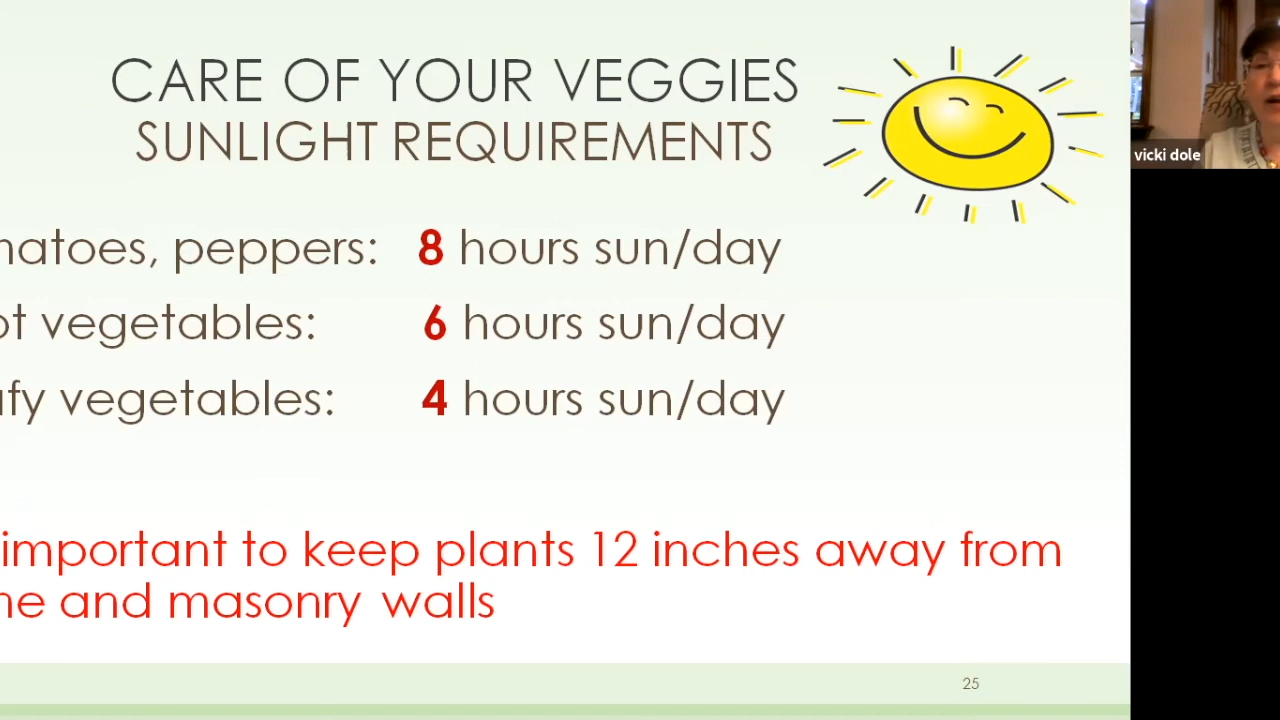 CARE OF YOUR VEGGIES
SUNLIGHT REQUIREMENTS
matoes, peppers: 8 hours sun/day
ot vegetables: 6 hours sun/day
afy vegetables: 4 hours sun/day
important to keep plants 12 inches away from
ne and masonry walls
25
vicki dole